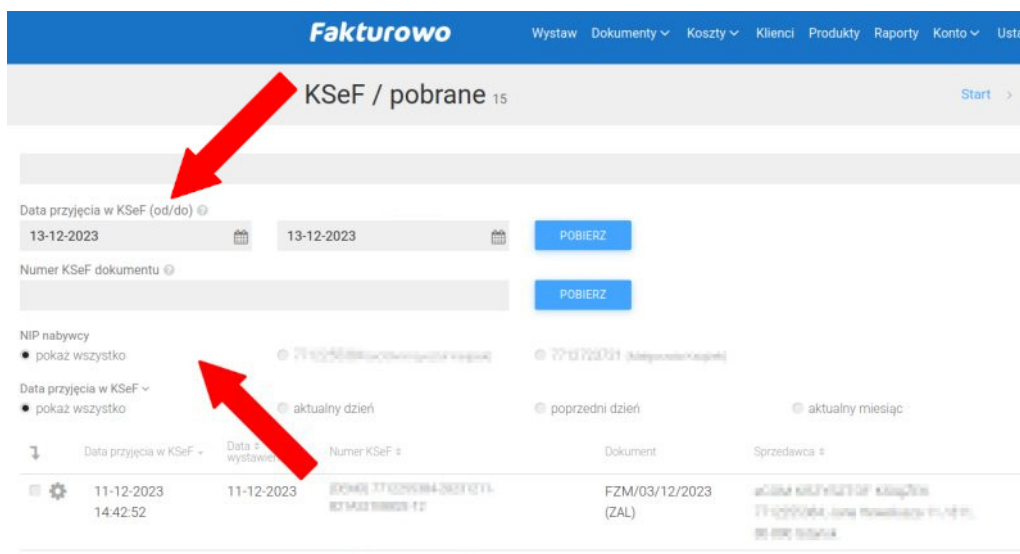 Fakturowo Wystaw Dokumenty Koszty Klienci Produkty Raporty Konto
KSeF / pobrane 15 Start >
Data przyjęcia w KSeF (od/do)
13-12-2023 13-12-2023 POBIERZ
Numer KSeF dokumentu
POBIERZ
NIP nabywcy
pokaż wszystko
Data przyjęcia w KSeF
pokaż wszystko aktualny dzień poprzedni dzień aktualny miesiąc
Data przyjęcia w KSeF Data Numer KSeF Dokument Sprzedawca
11-12-2023 11-12-2023 FZM/03/12/2023
14:42:52 (ZAL)